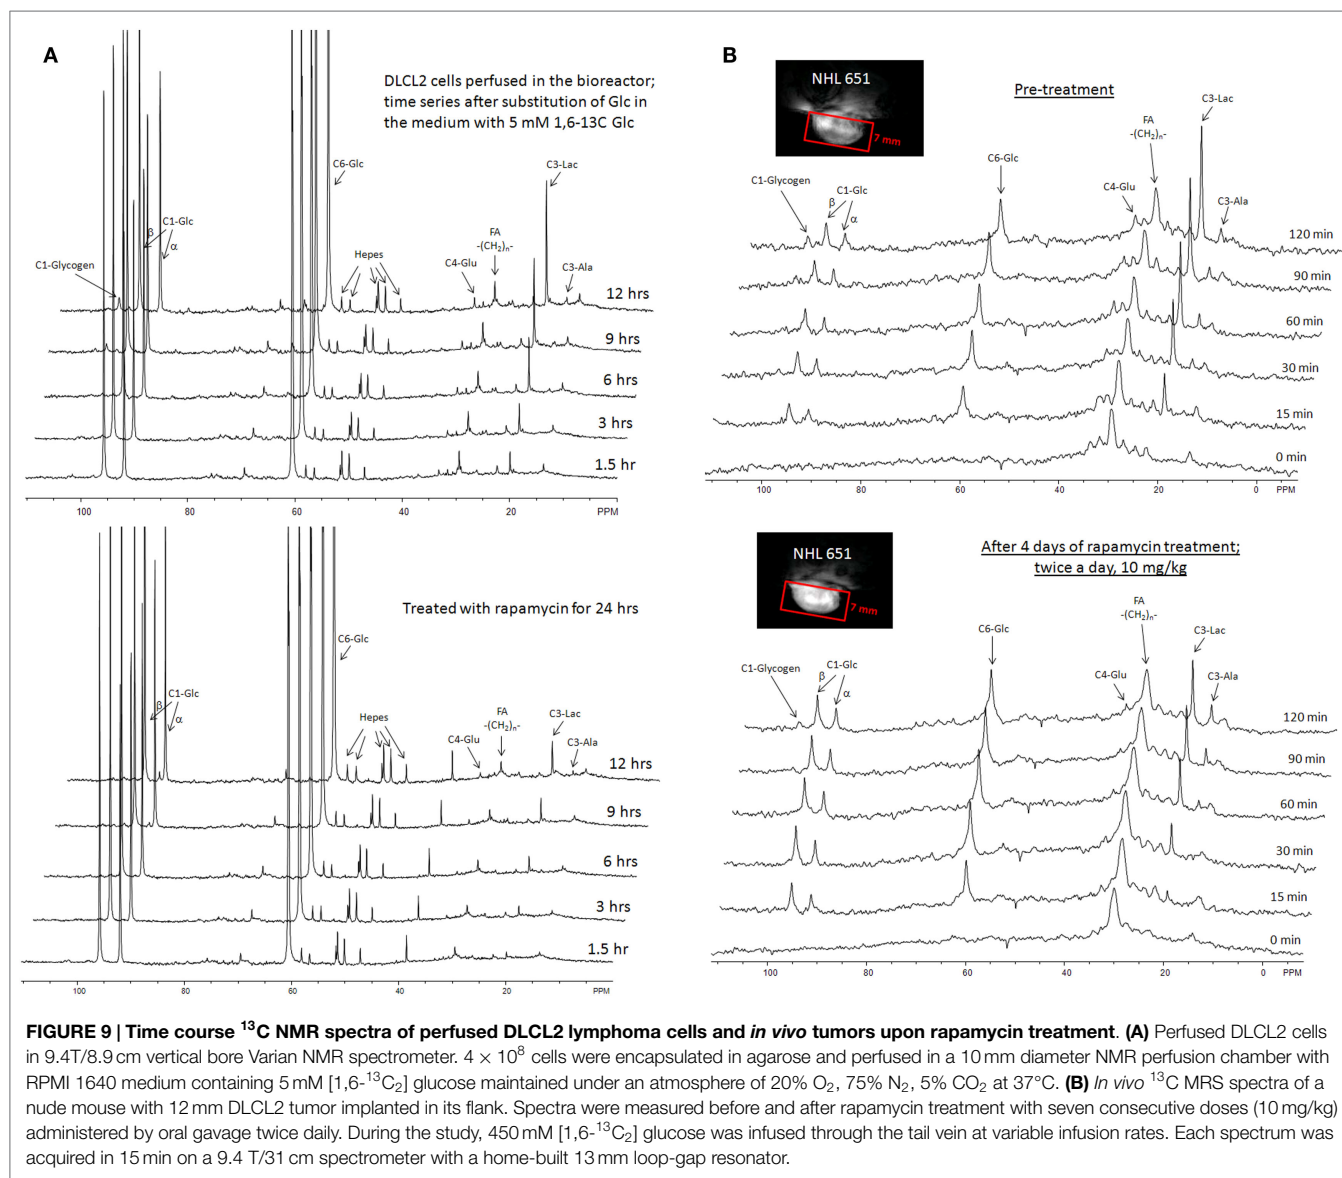 A
DLCL2 cells perfused in the bioreactor;
time series after substitution of Glc in
the medium with 5 mM 1,6-13C Glc
C6-Glc
C3-Lac
C1-Glc
β
α
C1-Glycogen
Hepes
C4-Glu
FA
-(CH₂)ₙ-
C3-Ala
12 hrs
9 hrs
6 hrs
3 hrs
1.5 hr
100
80
60
40
20
PPM
Treated with rapamycin for 24 hrs
C6-Glc
C1-Glc
β
α
Hepes
C4-Glu
FA
-(CH₂)ₙ-
C3-Lac
C3-Ala
12 hrs
9 hrs
6 hrs
3 hrs
1.5 hr
100
80
60
40
20
PPM
B
NHL 651
7 mm
Pre-treatment
C3-Lac
FA
-(CH₂)ₙ-
C6-Glc
C1-Glycogen
C1-Glc
β
α
C4-Glu
C3-Ala
120 min
90 min
60 min
30 min
15 min
0 min
100
80
60
40
20
0
PPM
NHL 651
7 mm
After 4 days of rapamycin treatment;
twice a day, 10 mg/kg
FA
-(CH₂)ₙ-
C6-Glc
C3-Lac
C1-Glycogen
C1-Glc
β
α
C4-Glu
C3-Ala
120 min
90 min
60 min
30 min
15 min
0 min
100
80
60
40
20
0
PPM
FIGURE 9 | Time course ¹³C NMR spectra of perfused DLCL2 lymphoma cells and in vivo tumors upon rapamycin treatment. (A) Perfused DLCL2 cells
in 9.4T/8.9 cm vertical bore Varian NMR spectrometer. 4 × 10⁸ cells were encapsulated in agarose and perfused in a 10 mm diameter NMR perfusion chamber with
RPMI 1640 medium containing 5 mM [1,6-¹³C₂] glucose maintained under an atmosphere of 20% O₂, 75% N₂, 5% CO₂ at 37°C. (B) In vivo ¹³C MRS spectra of a
nude mouse with 12 mm DLCL2 tumor implanted in its flank. Spectra were measured before and after rapamycin treatment with seven consecutive doses (10 mg/kg)
administered by oral gavage twice daily. During the study, 450 mM [1,6-¹³C₂] glucose was infused through the tail vein at variable infusion rates. Each spectrum was
acquired in 15 min on a 9.4 T/31 cm spectrometer with a home-built 13 mm loop-gap resonator.